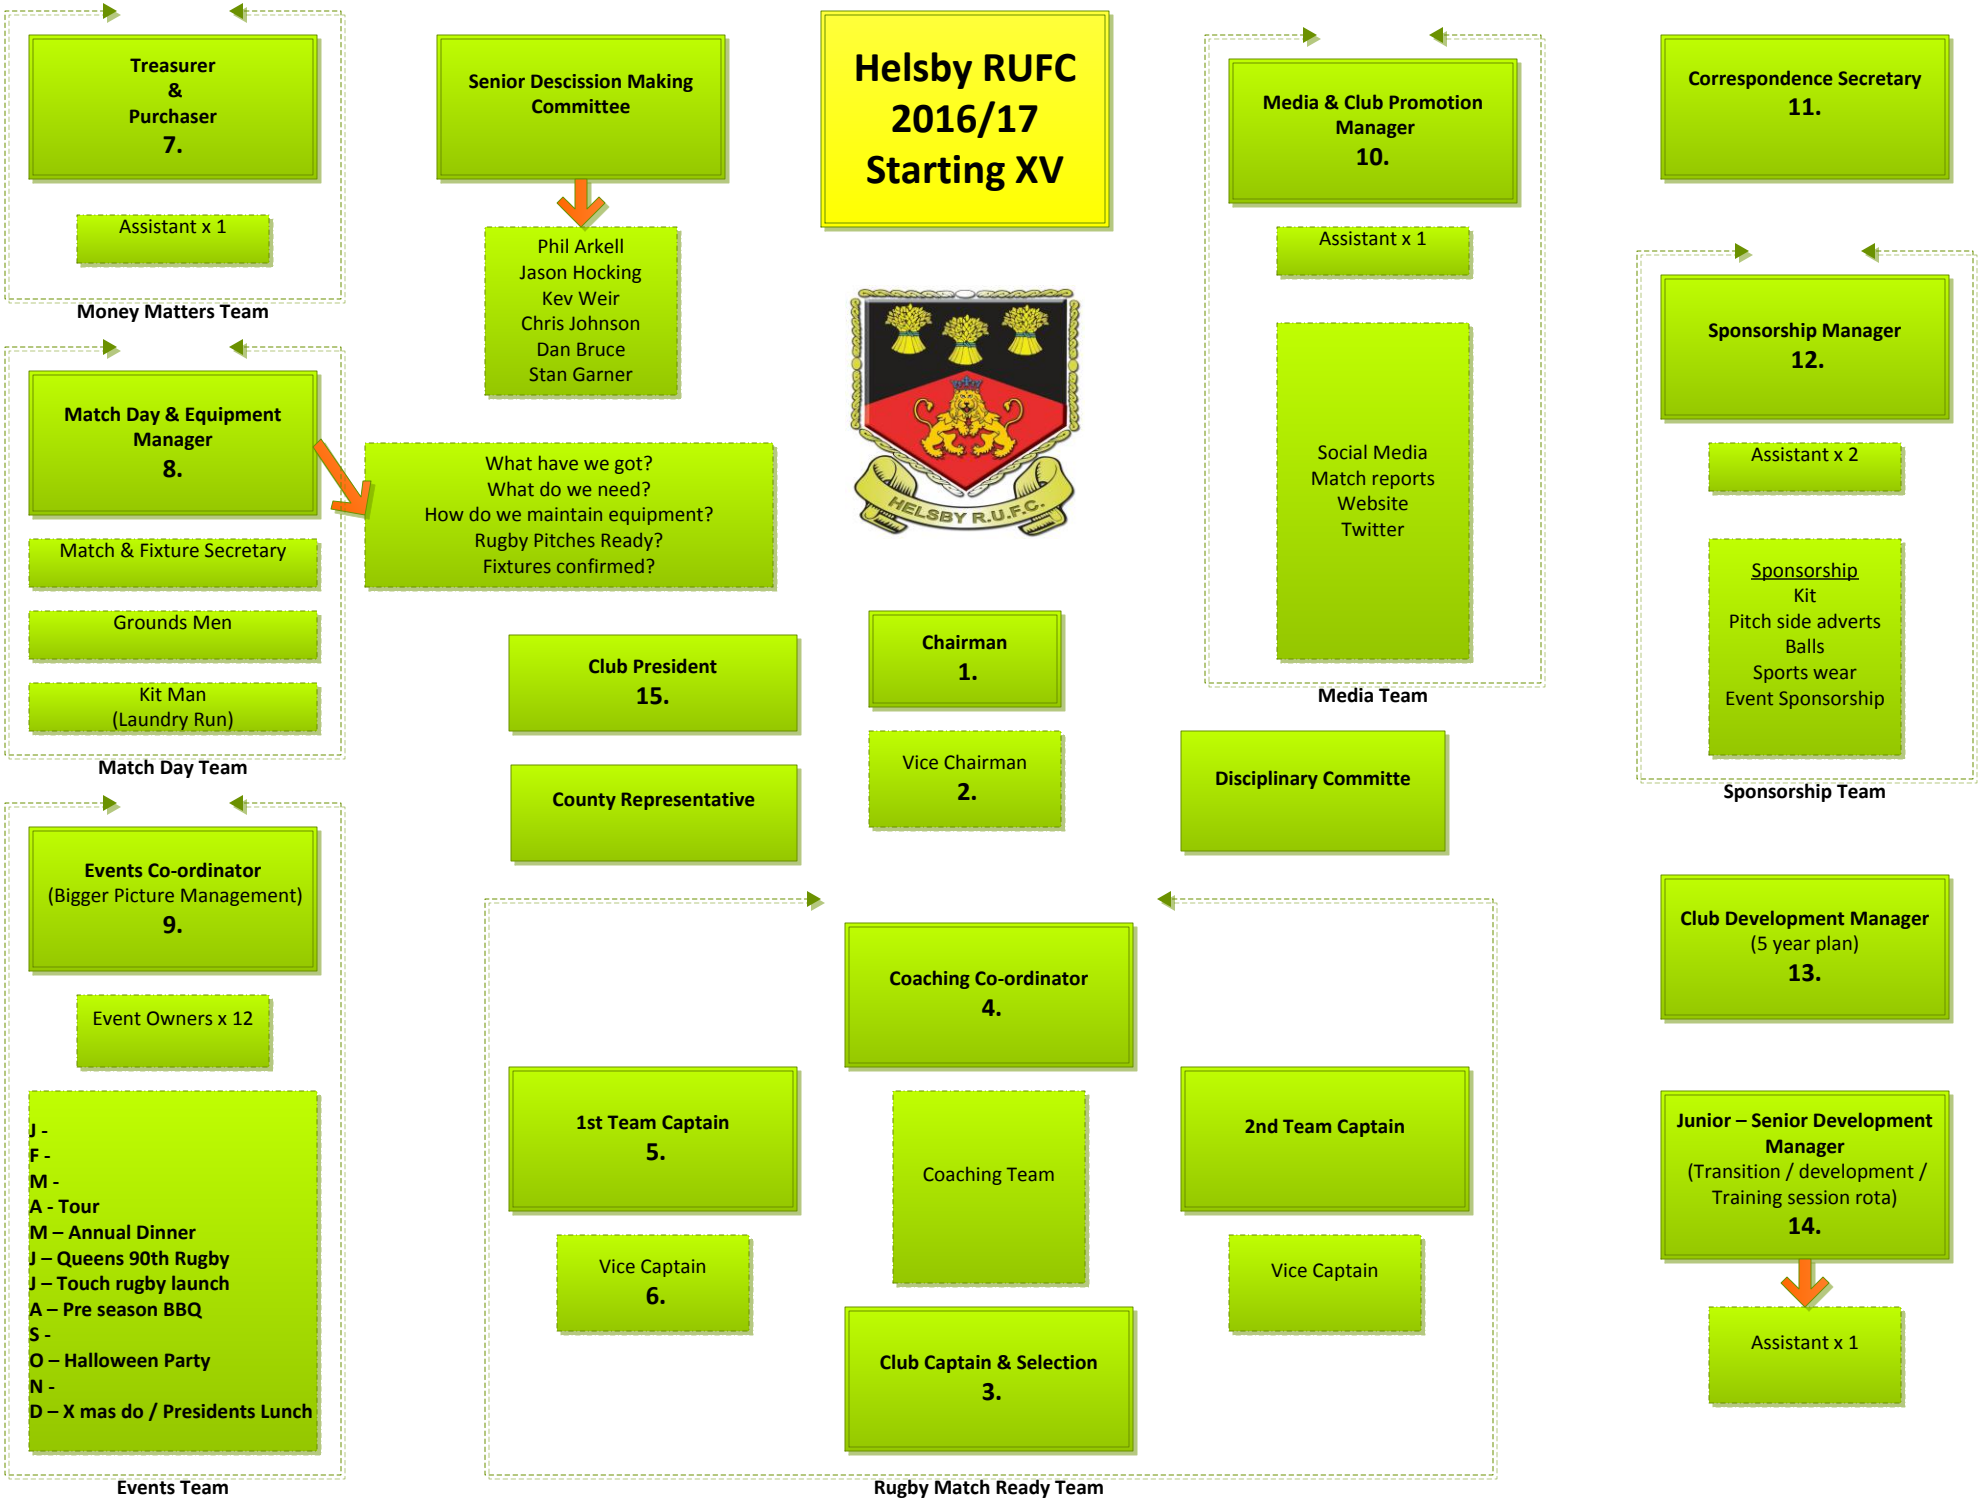 Treasurer
&
Purchaser
7.
Assistant x 1
Money Matters Team
Senior Descission Making
Committee
Phil Arkell
Jason Hocking
Kev Weir
Chris Johnson
Dan Bruce
Stan Garner
Helsby RUFC
2016/17
Starting XV
HELSBY R.U.F.C.
Media & Club Promotion
Manager
10.
Assistant x 1
Social Media
Match reports
Website
Twitter
Media Team
Correspondence Secretary
11.
Sponsorship Manager
12.
Assistant x 2
Sponsorship
Kit
Pitch side adverts
Balls
Sports wear
Event Sponsorship
Sponsorship Team
Match Day & Equipment
Manager
8.
What have we got?
What do we need?
How do we maintain equipment?
Rugby Pitches Ready?
Fixtures confirmed?
Match & Fixture Secretary
Grounds Men
Kit Man
(Laundry Run)
Match Day Team
Club President
15.
County Representative
Chairman
1.
Vice Chairman
2.
Disciplinary Committe
Events Co-ordinator
(Bigger Picture Management)
9.
Event Owners x 12
J -
F -
M -
A - Tour
M – Annual Dinner
J – Queens 90th Rugby
J – Touch rugby launch
A – Pre season BBQ
S -
O – Halloween Party
N -
D – X mas do / Presidents Lunch
Events Team
Coaching Co-ordinator
4.
1st Team Captain
5.
Vice Captain
6.
Coaching Team
2nd Team Captain
Vice Captain
Club Captain & Selection
3.
Rugby Match Ready Team
Club Development Manager
(5 year plan)
13.
Junior – Senior Development
Manager
(Transition / development /
Training session rota)
14.
Assistant x 1